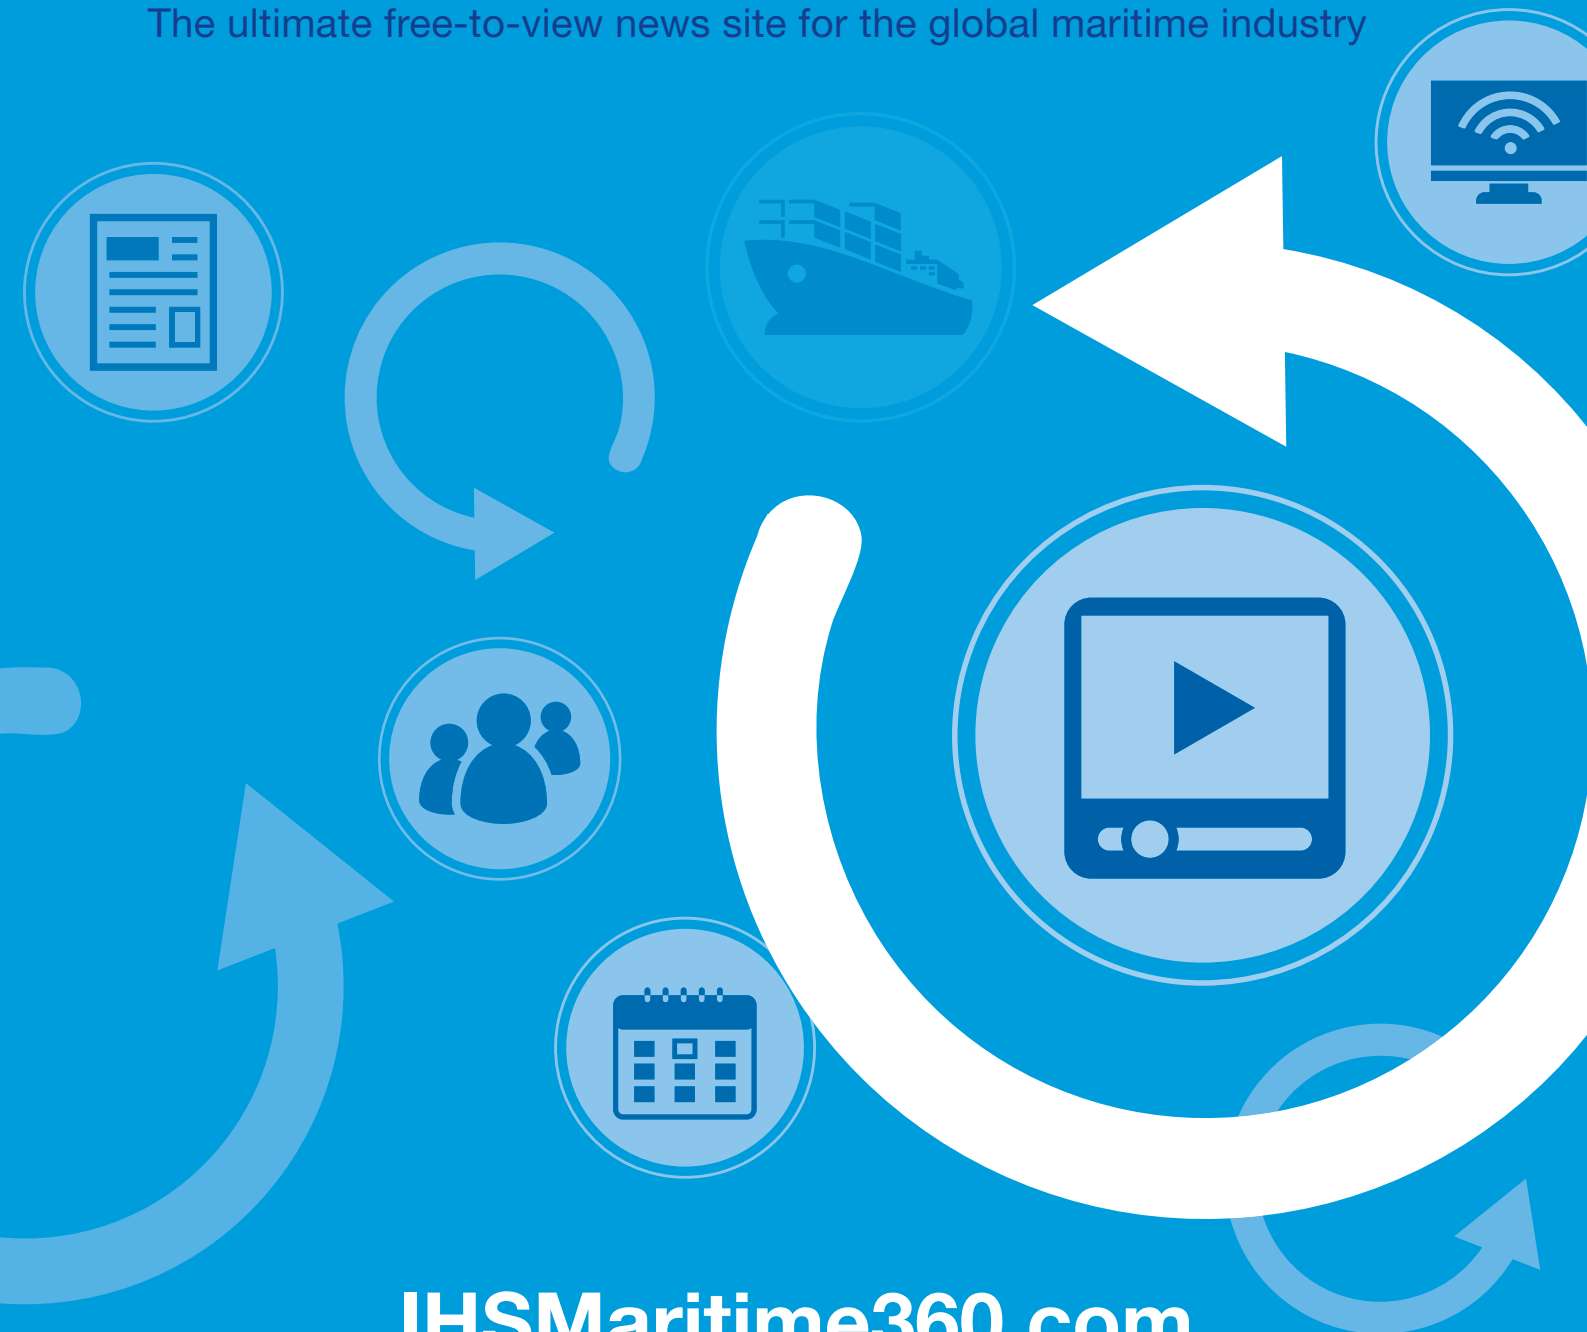 The ultimate free-to-view news site for the global maritime industry
IHSMaritime360.com